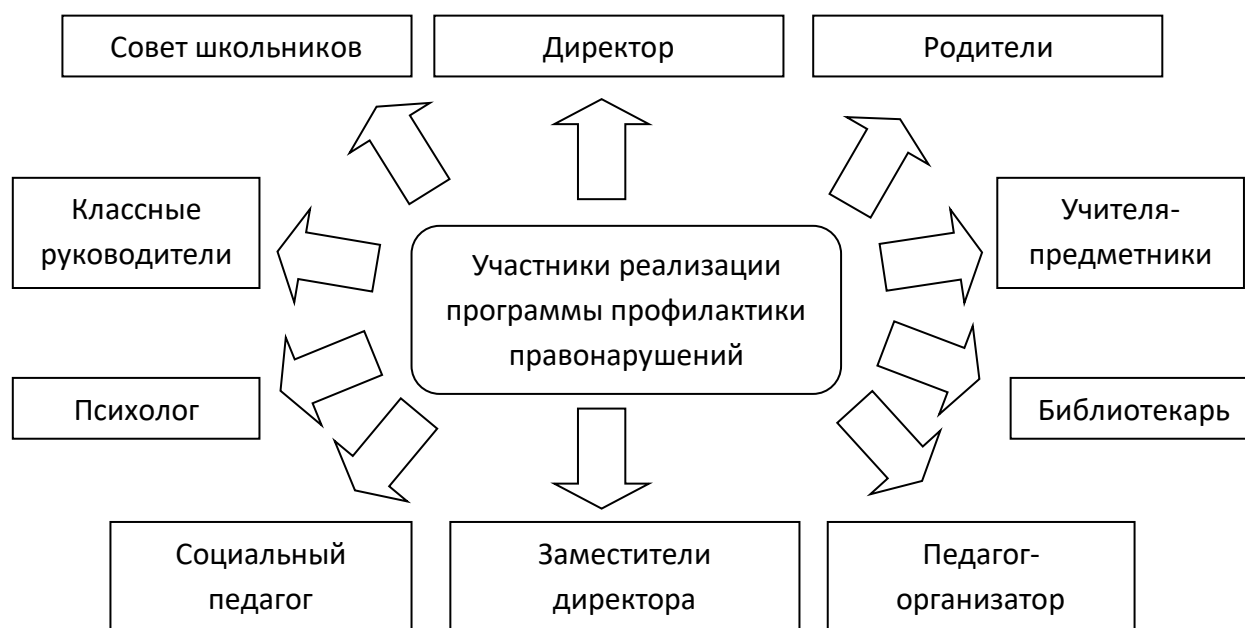 Совет школьников
Директор
Родители
Классные
руководители
Учителя-
предметники
Участники реализации
программы профилактики
правонарушений
Психолог
Библиотекарь
Социальный
педагог
Заместители
директора
Педагог-
организатор